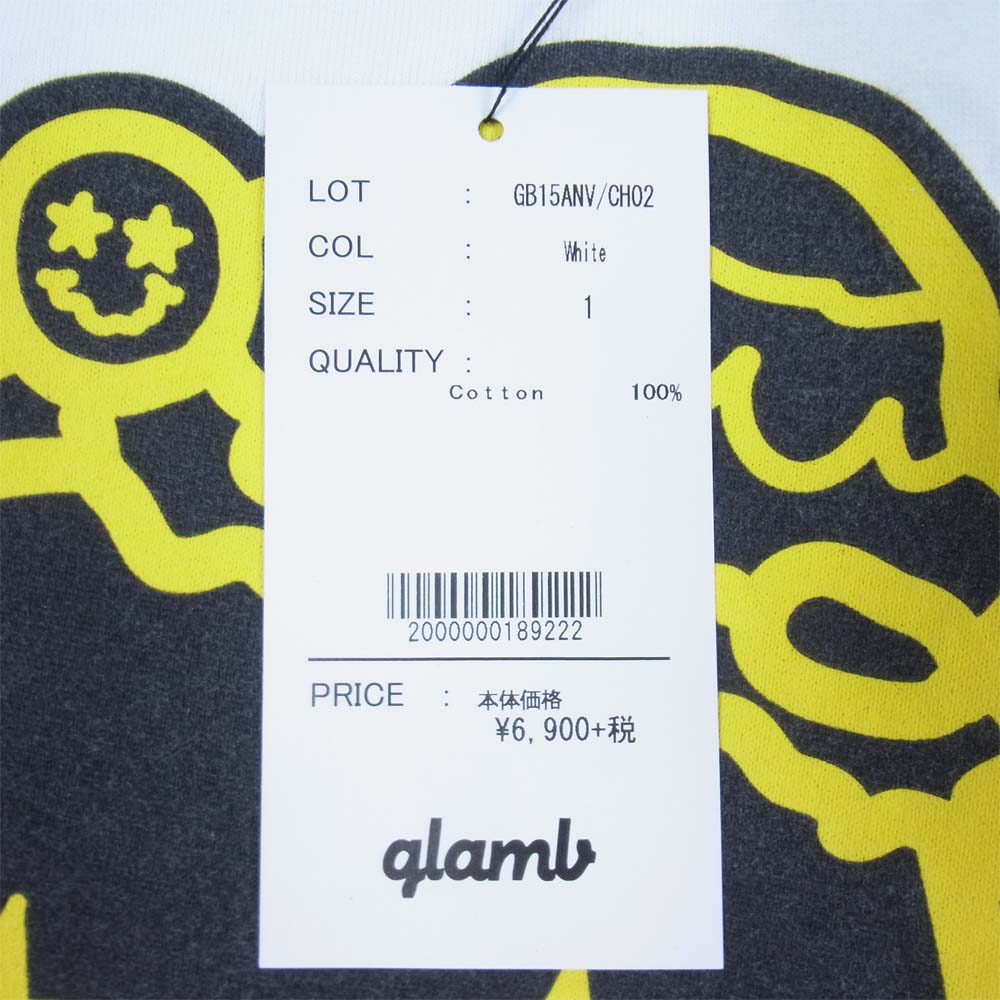 LOT : GB15ANV/CH02
COL : White
SIZE : 1
QUALITY :
Cotton 100%
2000000189222
PRICE : 本体価格
¥6,900+税
glamb